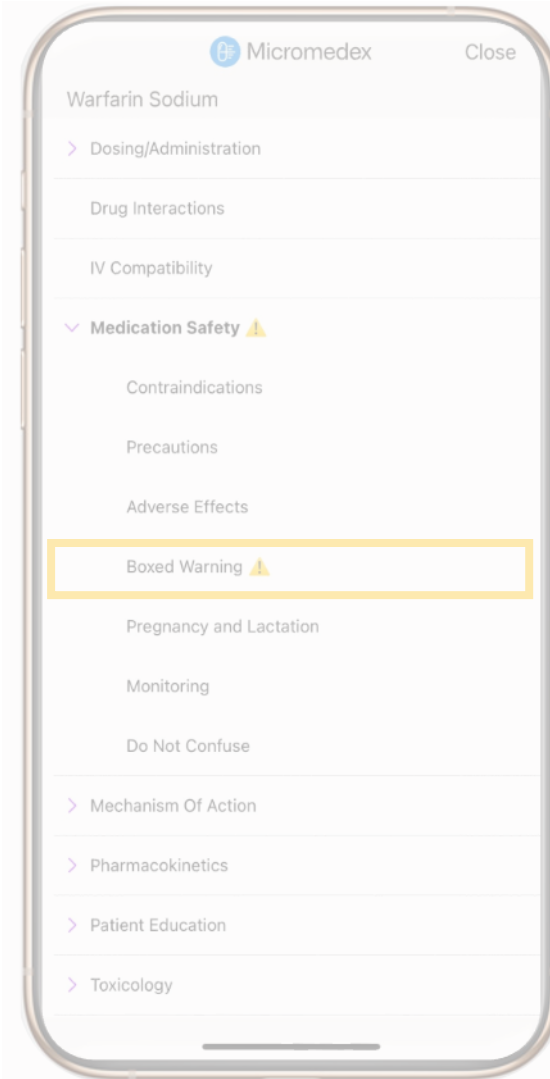 Micromedex Close
Warfarin Sodium
Dosing/Administration
Drug Interactions
IV Compatibility
Medication Safety
Contraindications
Precautions
Adverse Effects
Boxed Warning
Pregnancy and Lactation
Monitoring
Do Not Confuse
Mechanism Of Action
Pharmacokinetics
Patient Education
Toxicology